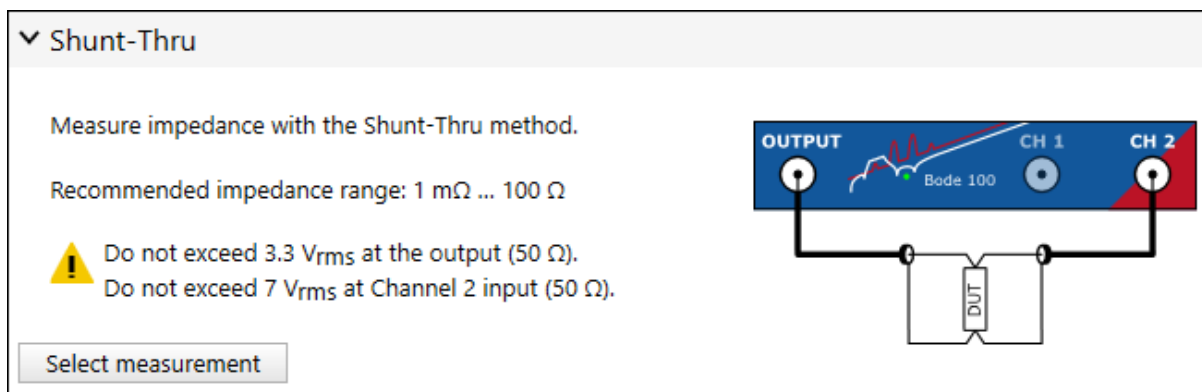 Shunt-Thru
Measure impedance with the Shunt-Thru method.
Recommended impedance range: 1 mΩ ... 100 Ω
Do not exceed 3.3 Vrms at the output (50 Ω).
Do not exceed 7 Vrms at Channel 2 input (50 Ω).
Select measurement
OUTPUT CH 1 CH 2
Bode 100
DUT